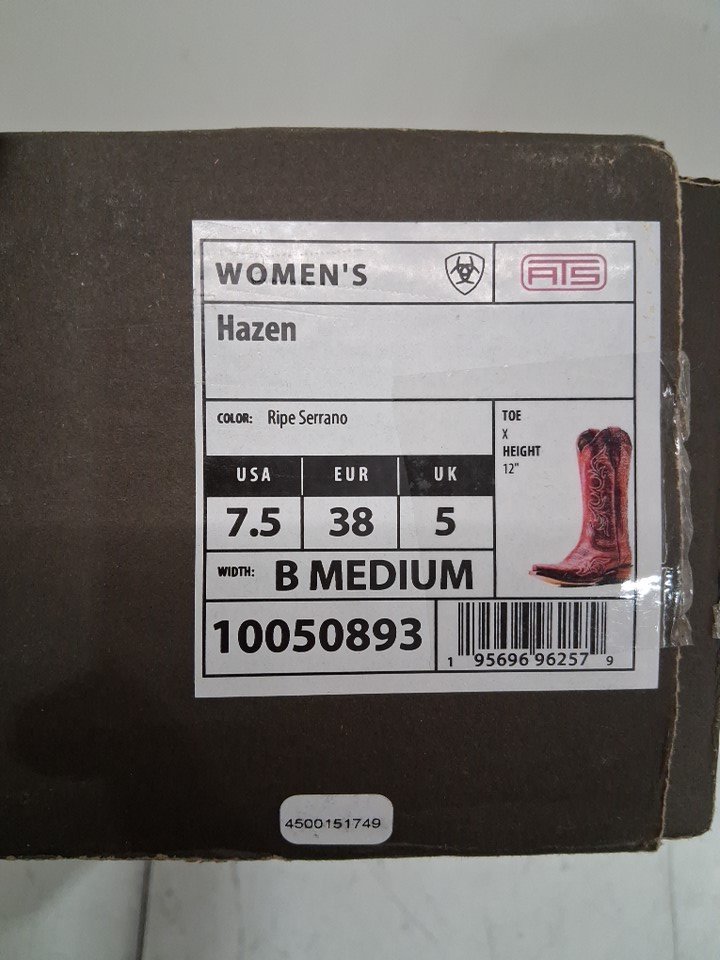 WOMEN'S
ATS
Hazen
COLOR: Ripe Serrano
TOE
X
HEIGHT
12"
USA EUR UK
7.5 38 5
WIDTH: B MEDIUM
10050893
1 95696 96257 9
4500151749